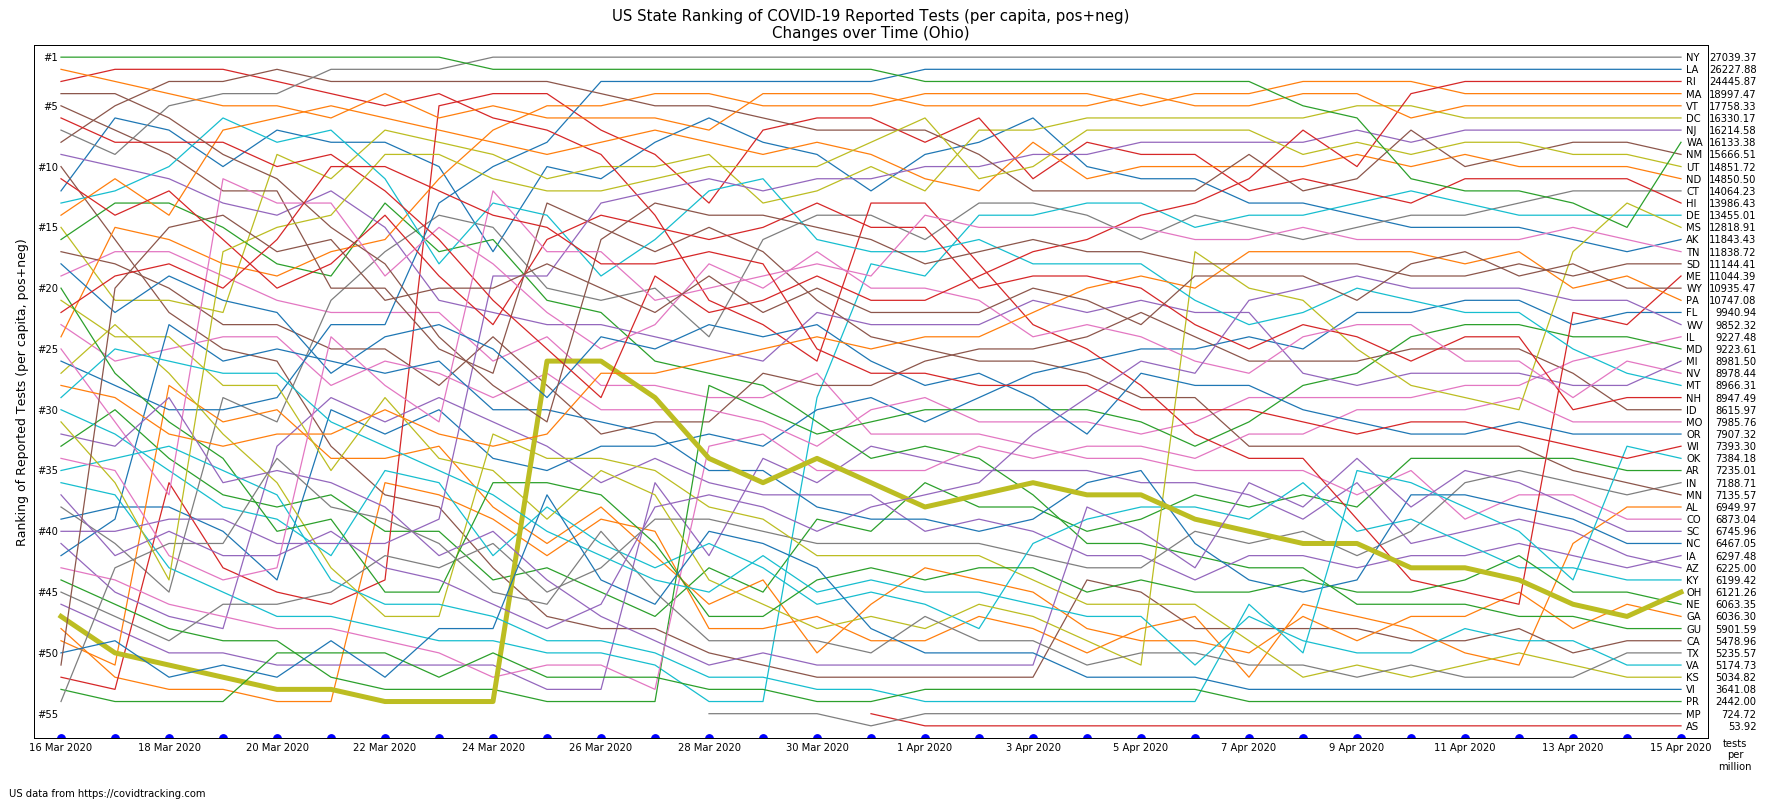 US State Ranking of COVID-19 Reported Tests (per capita, pos+neg)
Changes over Time (Ohio)
Ranking of Reported Tests (per capita, pos+neg)
#1
#5
#10
#15
#20
#25
#30
#35
#40
#45
#50
#55
NY 27039.37
LA 26227.88
RI 24445.87
MA 18997.47
VT 17758.33
DC 16330.17
NJ 16214.58
WA 16133.38
NM 15666.51
UT 14851.72
ND 14850.50
CT 14064.23
HI 13986.43
DE 13455.01
MS 12818.91
AK 11843.43
TN 11838.72
SD 11144.41
ME 11044.39
WY 10935.47
PA 10747.08
FL 9940.94
WV 9852.32
IL 9227.48
MD 9223.61
MI 8981.50
NV 8978.44
MT 8966.31
NH 8947.49
ID 8615.97
MO 7985.76
OR 7907.32
WI 7393.30
OK 7384.18
AR 7235.01
IN 7188.71
MN 7135.57
AL 6949.97
CO 6873.04
SC 6745.96
NC 6467.05
IA 6297.48
AZ 6225.00
KY 6199.42
OH 6121.26
NE 6063.35
GA 6036.30
GU 5901.59
CA 5478.96
TX 5235.57
VA 5174.73
KS 5034.82
VI 3641.08
PR 2442.00
MP 724.72
AS 53.92
16 Mar 2020 18 Mar 2020 20 Mar 2020 22 Mar 2020 24 Mar 2020 26 Mar 2020 28 Mar 2020 30 Mar 2020 1 Apr 2020 3 Apr 2020 5 Apr 2020 7 Apr 2020 9 Apr 2020 11 Apr 2020 13 Apr 2020 15 Apr 2020
tests
per
million
US data from https://covidtracking.com